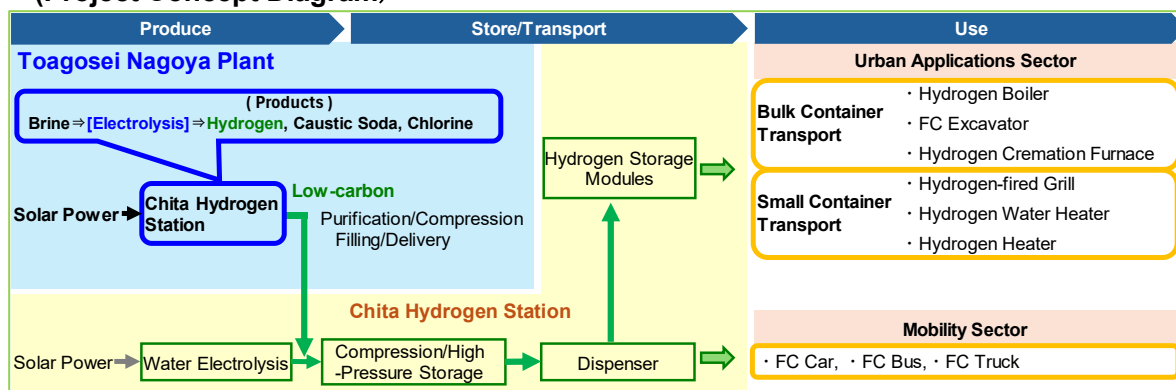 (Project Concept Diagram)
Produce
Store/Transport
Use
Toagosei Nagoya Plant
( Products )
Brine⇒[Electrolysis]⇒Hydrogen, Caustic Soda, Chlorine
Solar Power
Chita Hydrogen
Station
Low-carbon
Purification/Compression
Filling/Delivery
Hydrogen Storage
Modules
Urban Applications Sector
Bulk Container
Transport
・Hydrogen Boiler
・FC Excavator
・Hydrogen Cremation Furnace
Small Container
Transport
・Hydrogen-fired Grill
・Hydrogen Water Heater
・Hydrogen Heater
Chita Hydrogen Station
Solar Power
Water Electrolysis
Compression/High
-Pressure Storage
Dispenser
Mobility Sector
・FC Car, ・FC Bus, ・FC Truck